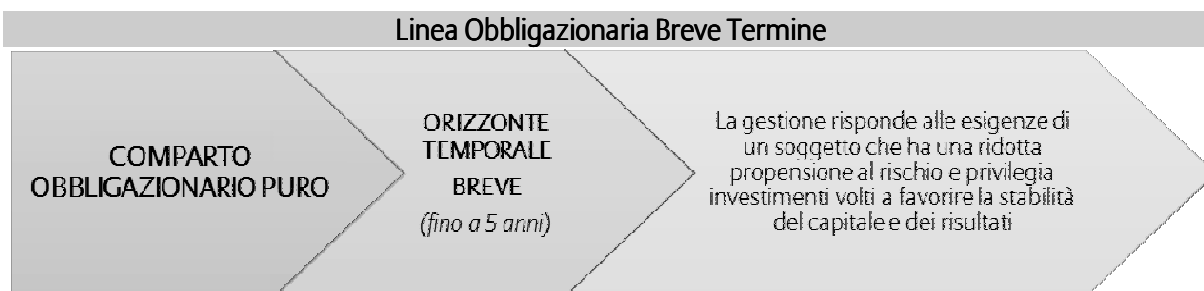 Linea Obbligazionaria Breve Termine
COMPARTO
OBBLIGAZIONARIO PURO
ORIZZONTE
TEMPORALE
BREVE
(fino a 5 anni)
La gestione risponde alle esigenze di
un soggetto che ha una ridotta
propensione al rischio e privilegia
investimenti volti a favorire la stabilità
del capitale e dei risultati